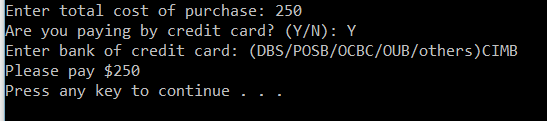 Enter total cost of purchase: 250
Are you paying by credit card? (Y/N): Y
Enter bank of credit card: (DBS/POSB/OCBC/OUB/others)CIMB
Please pay $250
Press any key to continue . . .